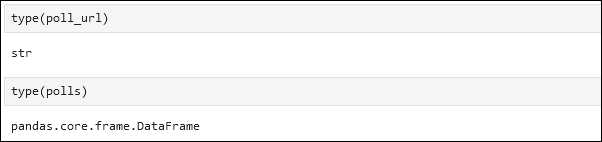 type(poll_url)
str
type(polls)
pandas.core.frame.DataFrame